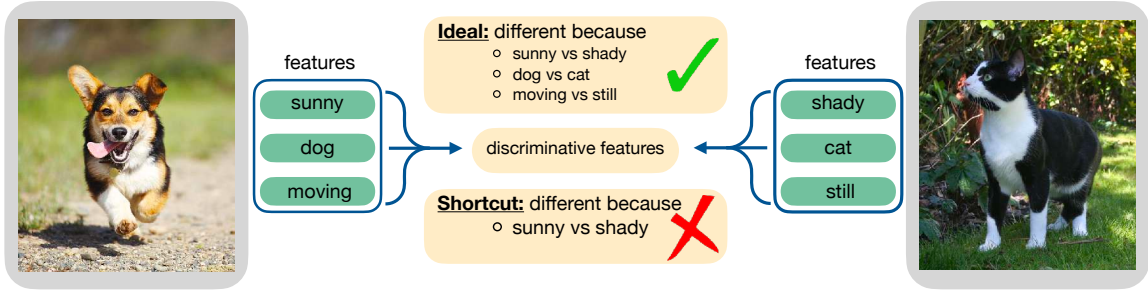 features
sunny
dog
moving
Ideal: different because
sunny vs shady
dog vs cat
moving vs still
discriminative features
Shortcut: different because
sunny vs shady
features
shady
cat
still